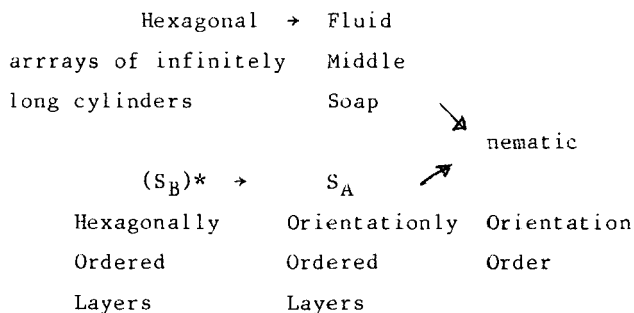 Hexagonal → Fluid
arrrays of infinitely Middle
long cylinders Soap
nematic
(S_B)* → S_A
Hexagonally Orientationly Orientation
Ordered Ordered Order
Layers Layers